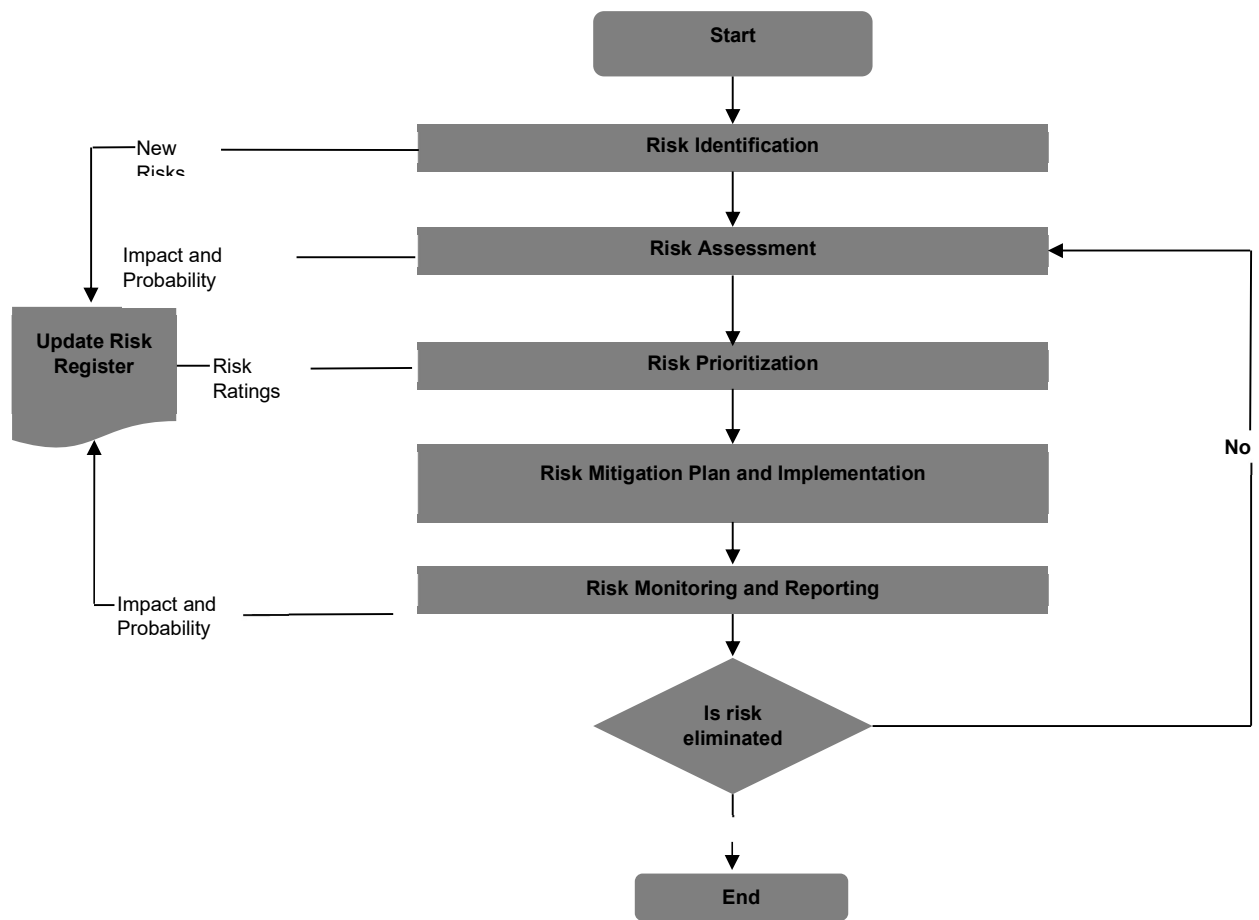 Start
Risk Identification
New
Risks
Risk Assessment
Impact and
Probability
Update Risk
Register
Risk
Ratings
Risk Prioritization
No
Risk Mitigation Plan and Implementation
Risk Monitoring and Reporting
Impact and
Probability
Is risk
eliminated
End